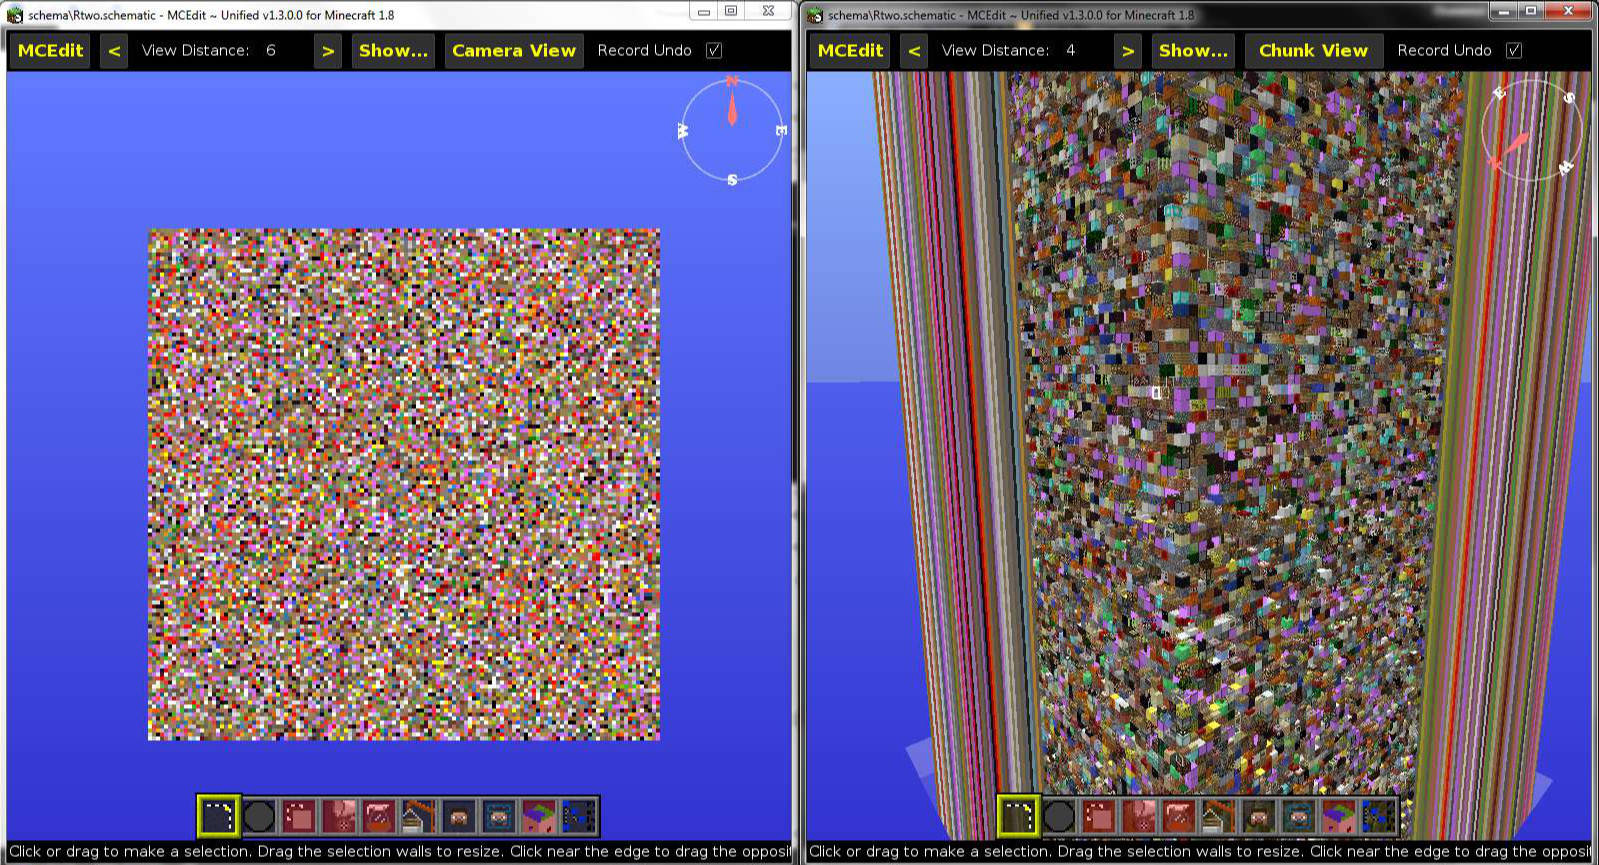 schema\Rtwo.schematic - MCEdit ~ Unified v1.3.0.0 for Minecraft 1.8
MCEdit < View Distance: 6 > Show... Camera View Record Undo
N
W E
S
Click or drag to make a selection. Drag the selection walls to resize. Click near the edge to drag the opposi
schema\Rtwo.schematic - MCEdit ~ Unified v1.3.0.0 for Minecraft 1.8
MCEdit < View Distance: 4 > Show... Chunk View Record Undo
E S
W
Click or drag to make a selection. Drag the selection walls to resize. Click near the edge to drag the opposit